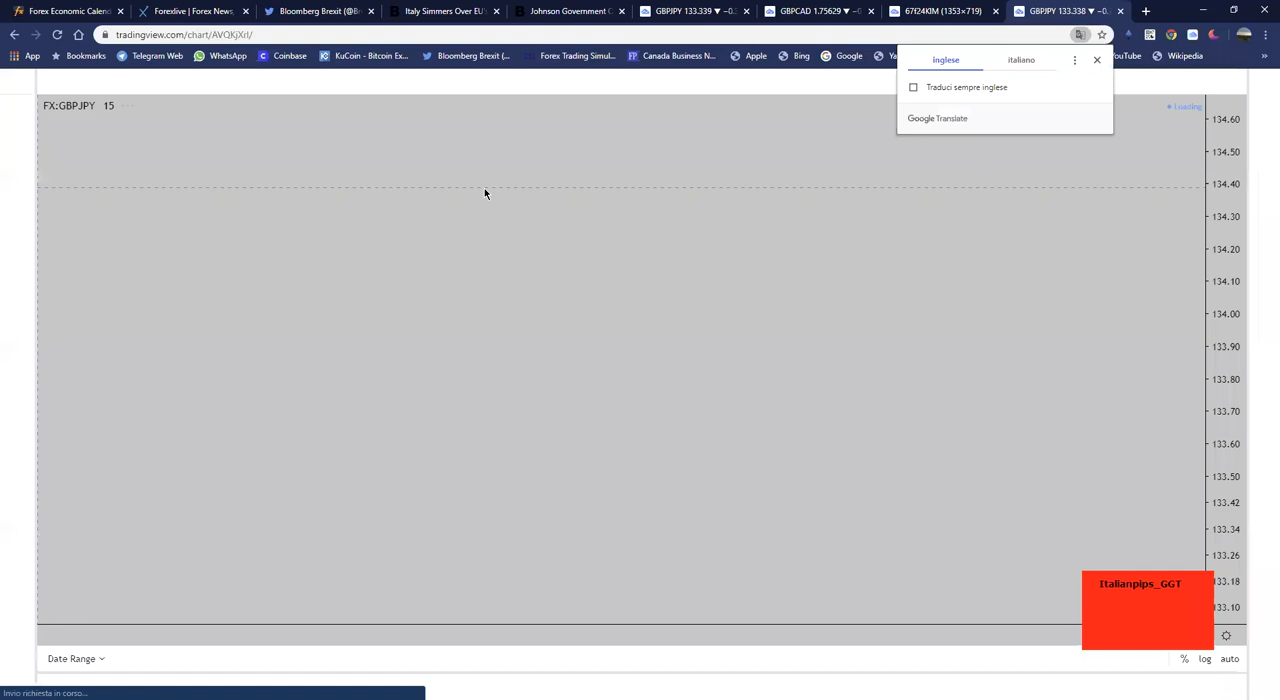 Forex Economic Calend
Forexlive | Forex News,
Bloomberg Brexit (@Br
Italy Simmers Over EU'
Johnson Government C
GBPJPY 133.339 ▼ −0.
GBPCAD 1.75629 ▼ −0
67f24KIM (1353×719)
GBPJPY 133.338 ▼ −0.
tradingview.com/chart/AVQKjXrI/
App
Bookmarks
Telegram Web
WhatsApp
Coinbase
KuCoin - Bitcoin Ex...
Bloomberg Brexit (...
Forex Trading Simul...
Canada Business N...
Apple
Bing
Google
Ya
YouTube
Wikipedia
inglese
italiano
Traduci sempre inglese
Google Translate
FX:GBPJPY 15
Loading
134.60
134.50
134.40
134.30
134.20
134.10
134.00
133.90
133.80
133.70
133.60
133.50
133.42
133.34
133.26
133.18
133.10
Italianpips_GGT
Date Range
% log auto
Invio richiesta in corso...